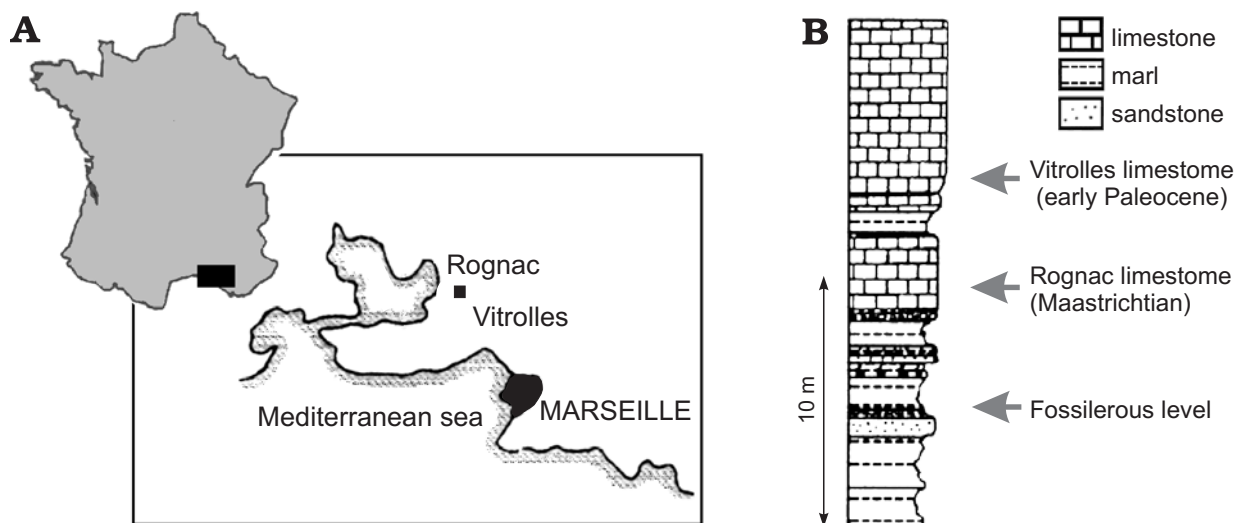 A
Rognac
Vitrolles
Mediterranean sea
MARSEILLE
B
limestone
marl
sandstone
Vitrolles limestome
(early Paleocene)
Rognac limestome
(Maastrichtian)
10 m
Fossilerous level